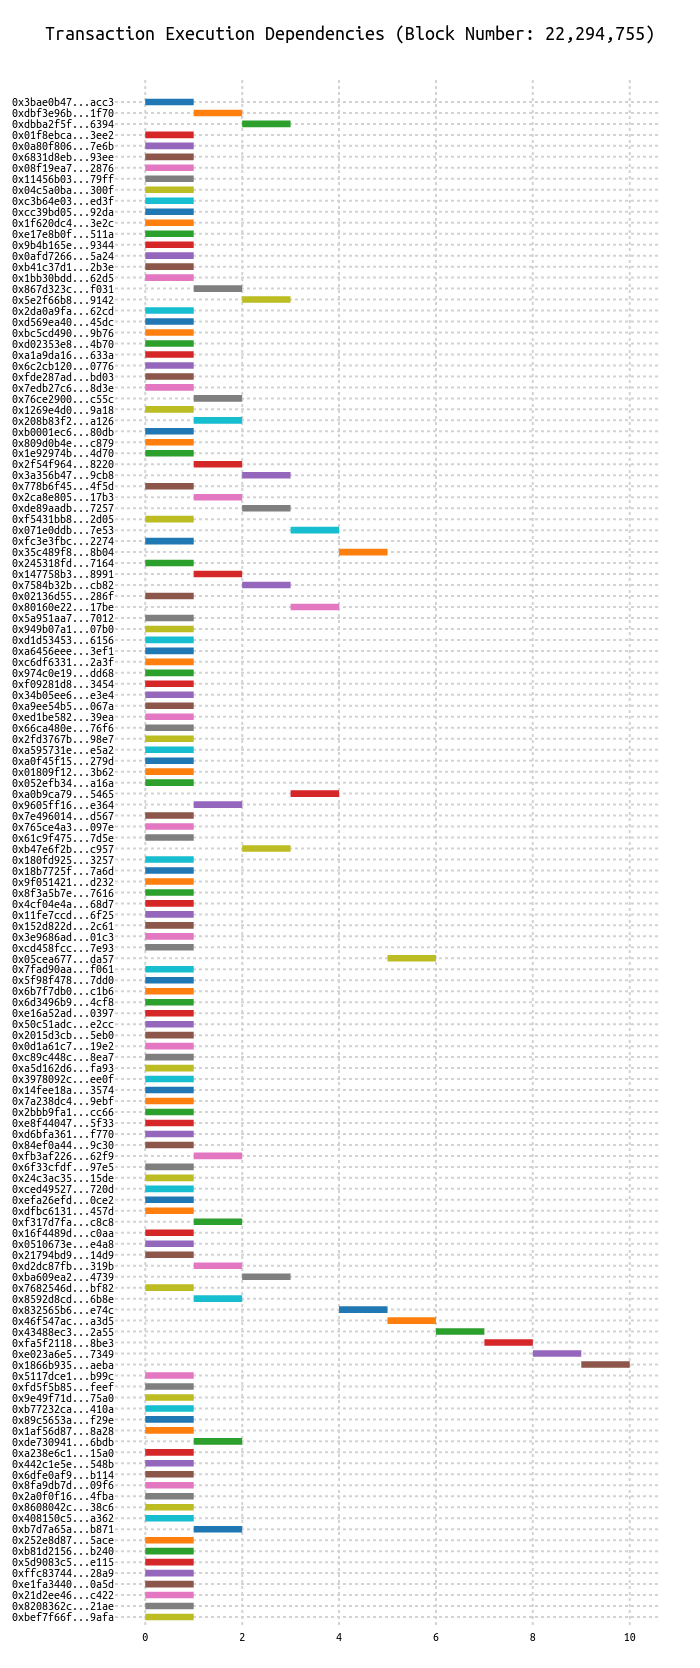 Transaction Execution Dependencies (Block Number: 22,294,755)
0x3bae0b47...acc3
0xdbf3e96b...1f70
0xdbba2f5f...6394
0x01f8ebca...3ee2
0x0a80f806...7e6b
0x6831d8eb...93ee
0x08f19ea7...2876
0x11456b03...79ff
0x04c5a0ba...300f
0xc3b64e03...ed3f
0xcc39bd05...92da
0x1f620dc4...3e2c
0xe17e8b0f...511a
0x9b4b165e...9344
0x0afd7266...5a24
0xb41c37d1...2b3e
0x1bb30bdd...62d5
0x867d323c...f031
0x5e2f66b8...9142
0x2da0a9fa...62cd
0xd569ea40...45dc
0xbc5cd490...9b76
0xd02353e8...4b70
0xa1a9da16...633a
0x6c2cb120...0776
0xfde287ad...bd03
0x7edb27c6...8d3e
0x76ce2900...c55c
0x1269e4d0...9a18
0x208b83f2...a126
0xb0001ec6...80db
0x809d0b4e...c879
0x1e92974b...4d70
0x2f54f964...8220
0x3a356b47...9cb8
0x778b6f45...4f5d
0x2ca8e805...17b3
0xde89aadb...7257
0xf5431bb8...2d05
0x071e0ddb...7e53
0xfc3e3fbc...2274
0x35c489f8...8b04
0x245318fd...7164
0x147758b3...8991
0x7584b32b...cb82
0x02136d55...286f
0x80160e22...17be
0x5a951aa7...7012
0x949b07a1...07b0
0xd1d53453...6156
0xa6456eee...3ef1
0xc6df6331...2a3f
0x974c0e19...dd68
0xf09281d8...3454
0x34b05ee6...e3e4
0xa9ee54b5...067a
0xed1be582...39ea
0x66ca480e...76f6
0x2fd3767b...98e7
0xa595731e...e5a2
0xa0f45f15...279d
0x01809f12...3b62
0x052efb34...a16a
0xa0b9ca79...5465
0x9605ff16...e364
0x7e496014...d567
0x765ce4a3...097e
0x61c9f475...7d5e
0xb47e6f2b...c957
0x180fd925...3257
0x18b7725f...7a6d
0x9f051421...d232
0x8f3a5b7e...7616
0x4cf04e4a...68d7
0x11fe7ccd...6f25
0x152d822d...2c61
0x3e9686ad...01c3
0xcd458fcc...7e93
0x05cea677...da57
0x7fad90aa...f061
0x5f98f478...7dd0
0x6b7f7db0...c1b6
0x6d3496b9...4cf8
0xe16a52ad...0397
0x50c51adc...e2cc
0x2015d3cb...5eb0
0x0d1a61c7...19e2
0xc89c448c...8ea7
0xa5d162d6...fa93
0x3978092c...ee0f
0x14fee18a...3574
0x7a238dc4...9ebf
0x2bbb9fa1...cc66
0xe8f44047...5f33
0xd6bfa361...f770
0x84ef0a44...9c30
0xfb3af226...62f9
0x6f33cfdf...97e5
0x24c3ac35...15de
0xced49527...720d
0xefa26efd...0ce2
0xdfbc6131...457d
0xf317d7fa...c8c8
0x16f4489d...c0aa
0x0510673e...e4a8
0x21794bd9...14d9
0xd2dc87fb...319b
0xba609ea2...4739
0x7682546d...bf82
0x8592d8cd...6b8e
0x832565b6...e74c
0x46f547ac...a3d5
0x43488ec3...2a55
0xfa5f2118...8be3
0xe023a6e5...7349
0x1866b935...aeba
0x5117dce1...b99c
0xfd5f5b85...feef
0x9e49f71d...75a0
0xb77232ca...410a
0x89c5653a...f29e
0x1af56d87...8a28
0xde730941...6bdb
0xa238e6c1...15a0
0x442c1e5e...548b
0x6dfe0af9...b114
0x8fa9db7d...09f6
0x2a0f0f16...4fba
0x8608042c...38c6
0x408150c5...a362
0xb7d7a65a...b871
0x252e8d87...5ace
0xb81d2156...b240
0x5d9083c5...e115
0xffc83744...28a9
0xe1fa3440...0a5d
0x21d2ee46...c422
0x8208362c...21ae
0xbef7f66f...9afa
0 2 4 6 8 10